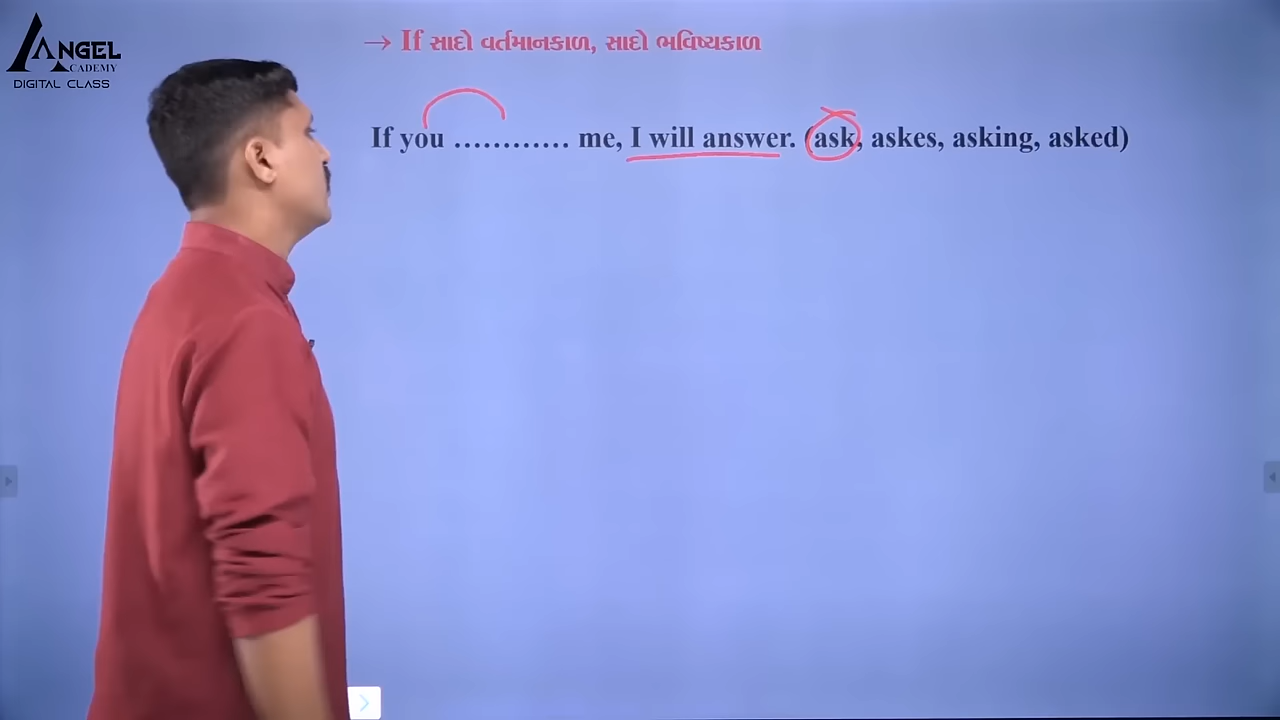 ANGEL
ACADEMY
DIGITAL CLASS
→ If સાદો વર્તમાનકાળ, સાદો ભવિષ્યકાળ
If you ............ me, I will answer. (ask, askes, asking, asked)